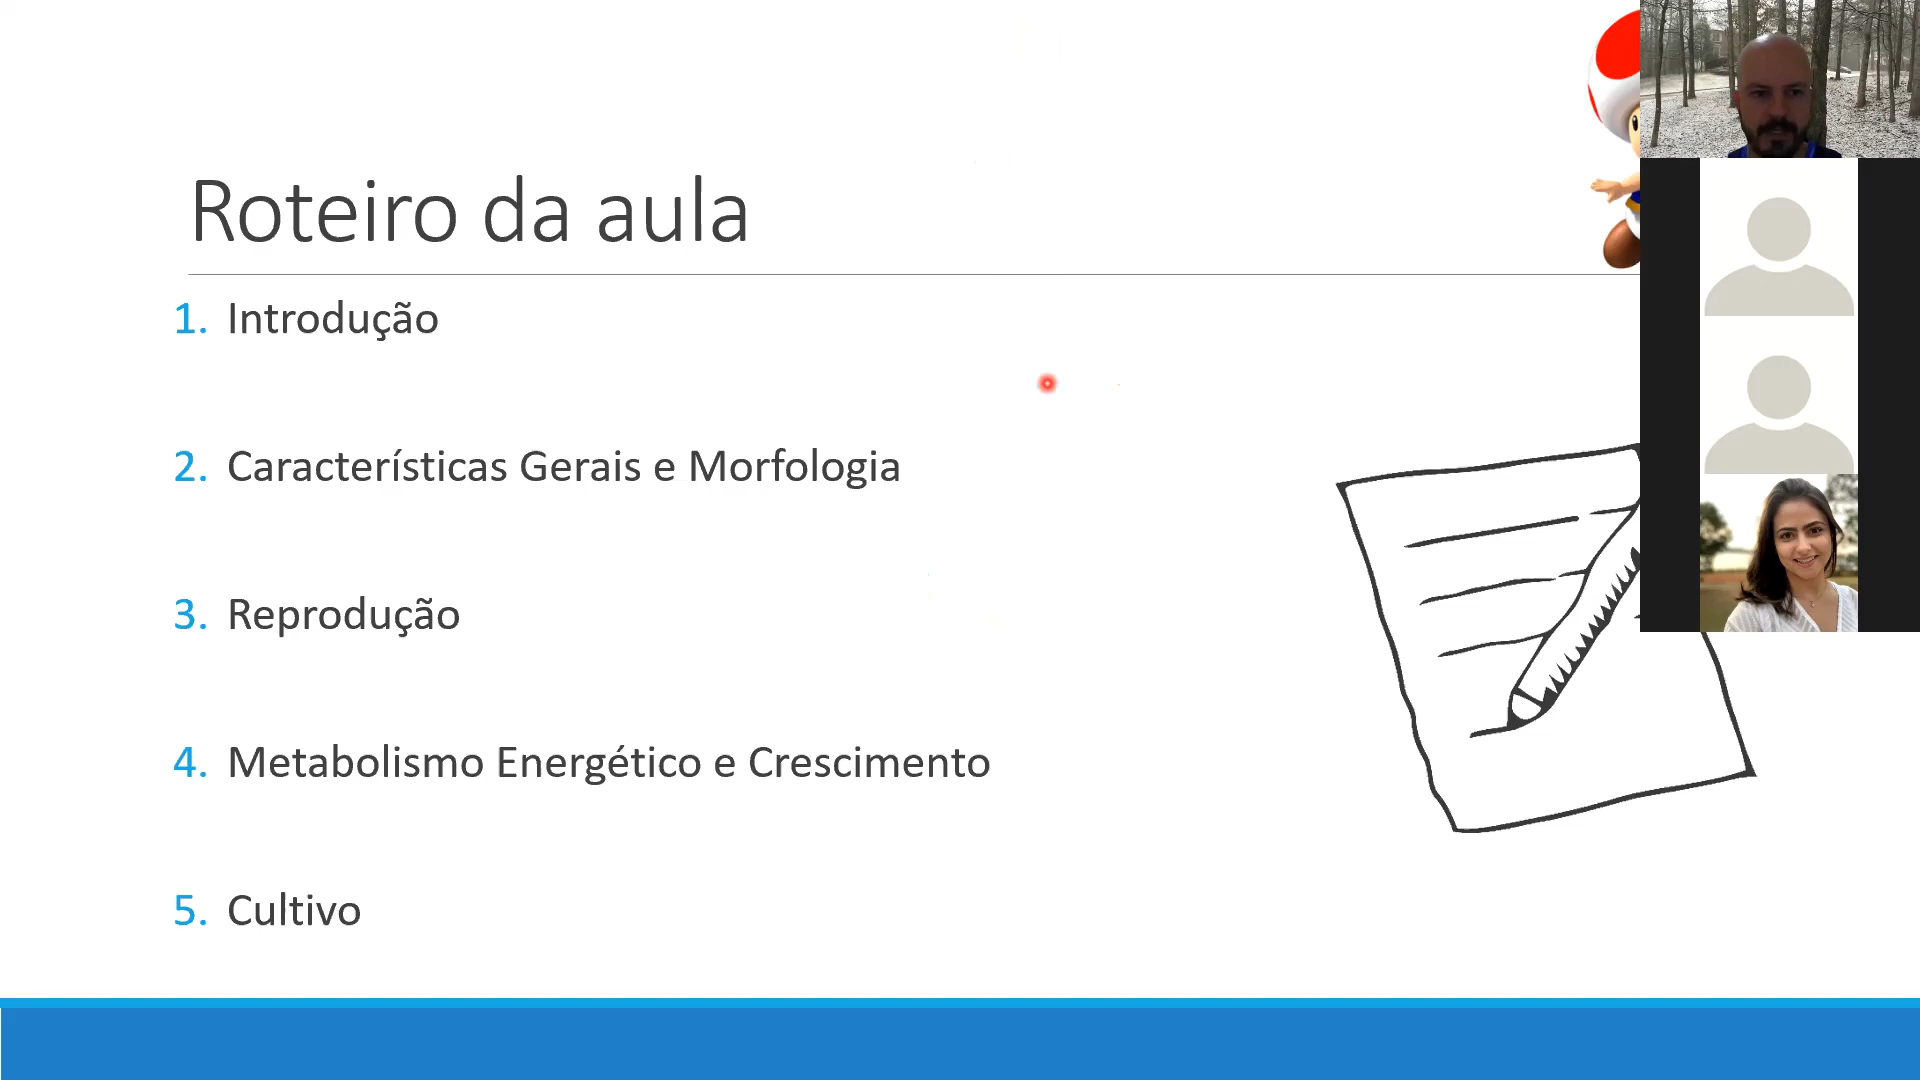 Roteiro da aula
1. Introdução
2. Características Gerais e Morfologia
3. Reprodução
4. Metabolismo Energético e Crescimento
5. Cultivo